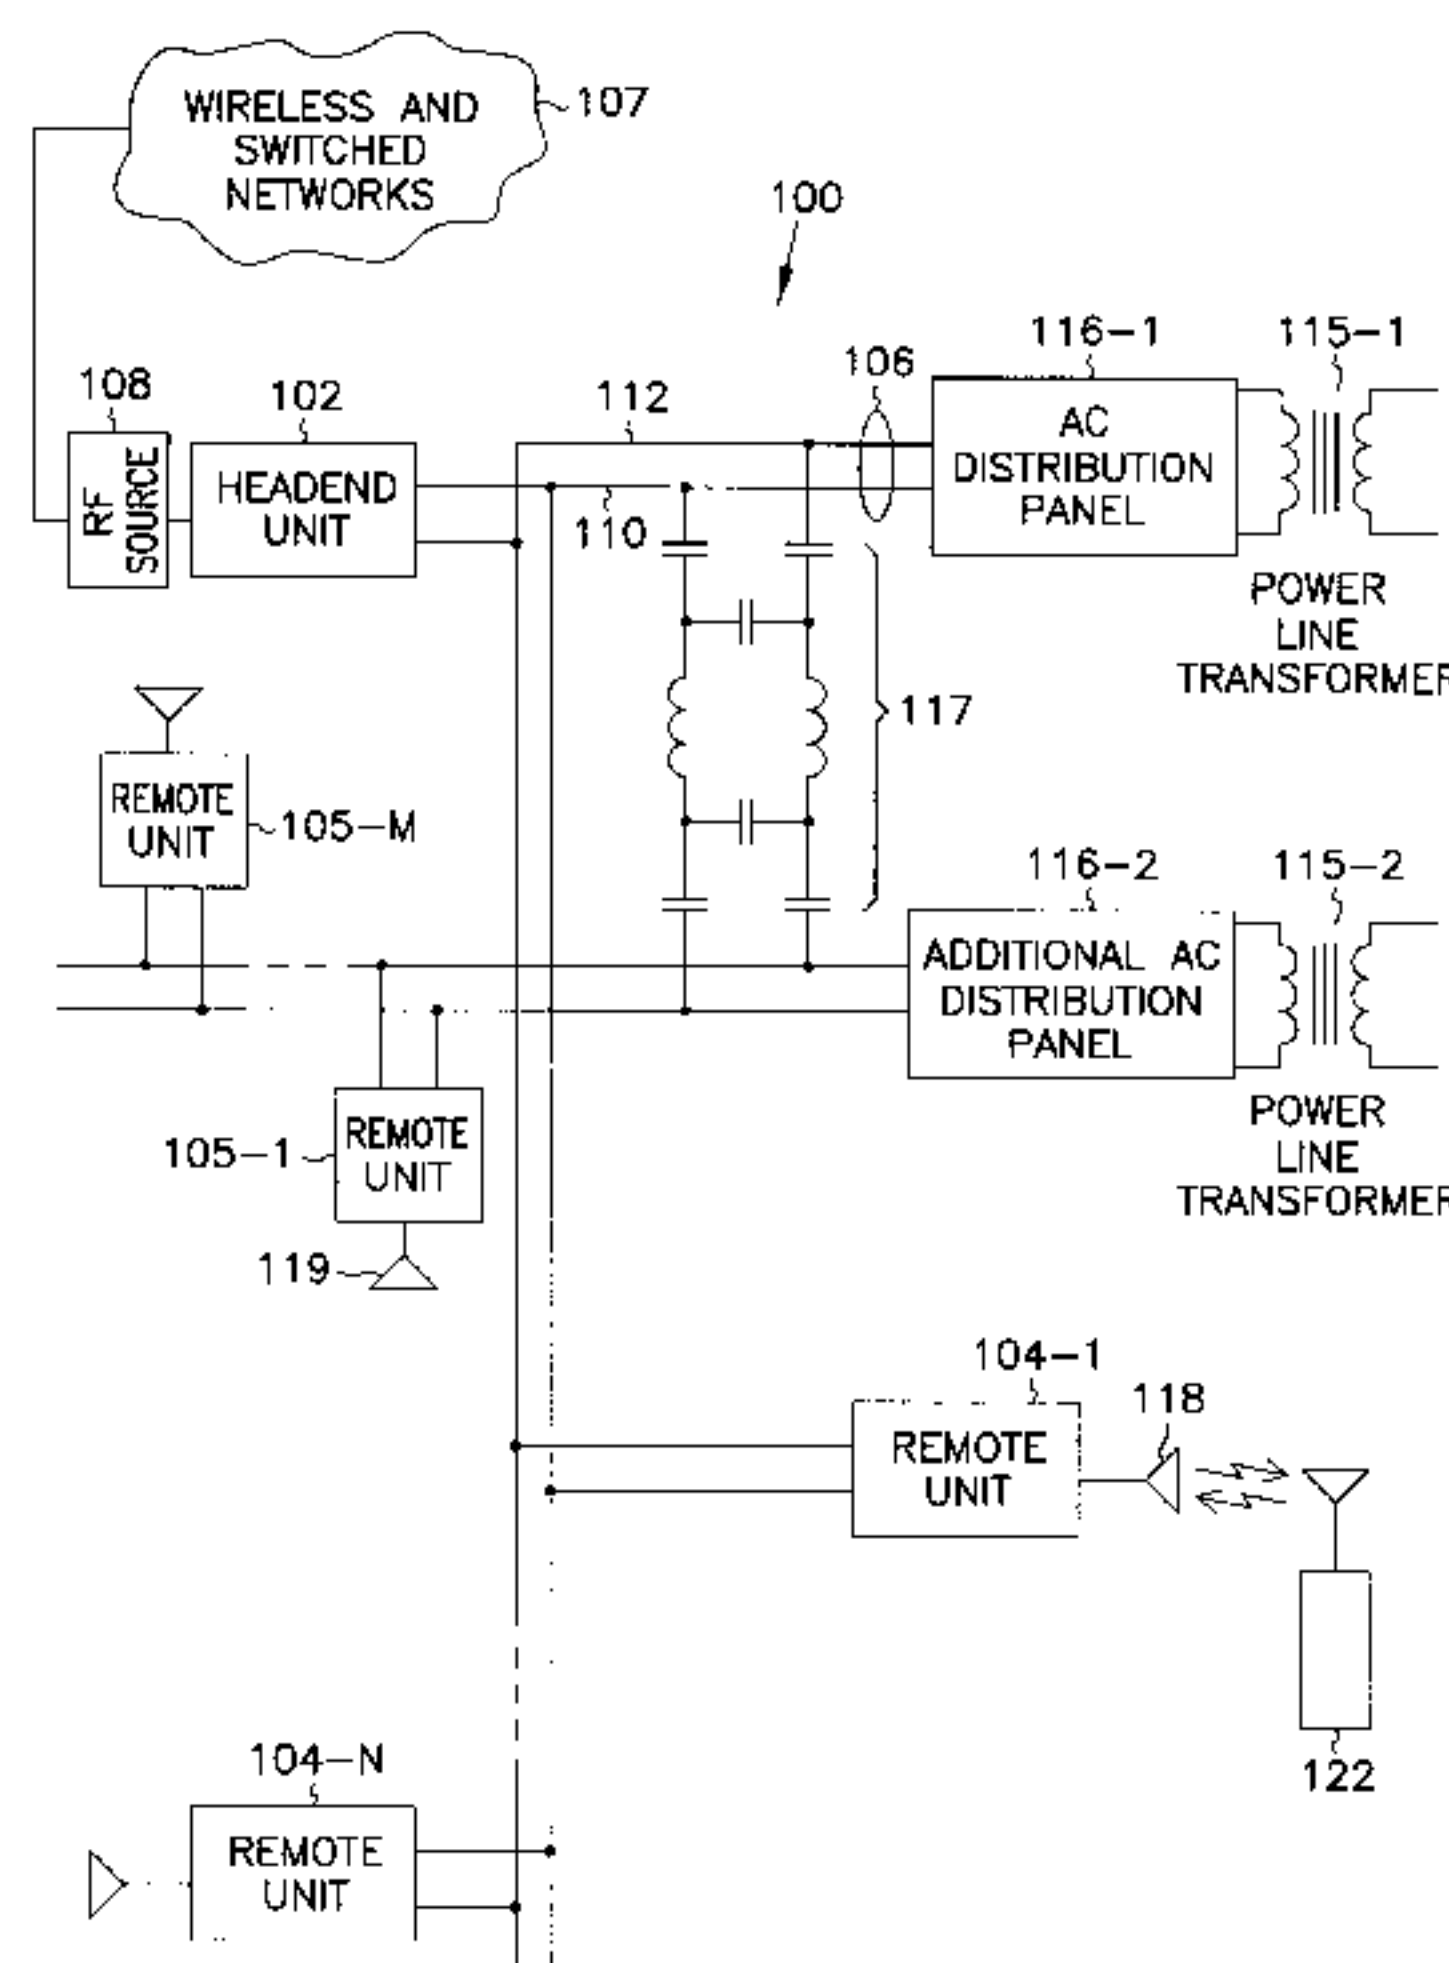 WIRELESS AND
SWITCHED
NETWORKS
107
100
108
RF
SOURCE
102
HEADEND
UNIT
112
110
106
116-1
AC
DISTRIBUTION
PANEL
115-1
POWER
LINE
TRANSFORMER
117
REMOTE
UNIT
105-M
116-2
ADDITIONAL AC
DISTRIBUTION
PANEL
115-2
POWER
LINE
TRANSFORMER
105-1
REMOTE
UNIT
119
104-1
REMOTE
UNIT
118
122
104-N
REMOTE
UNIT